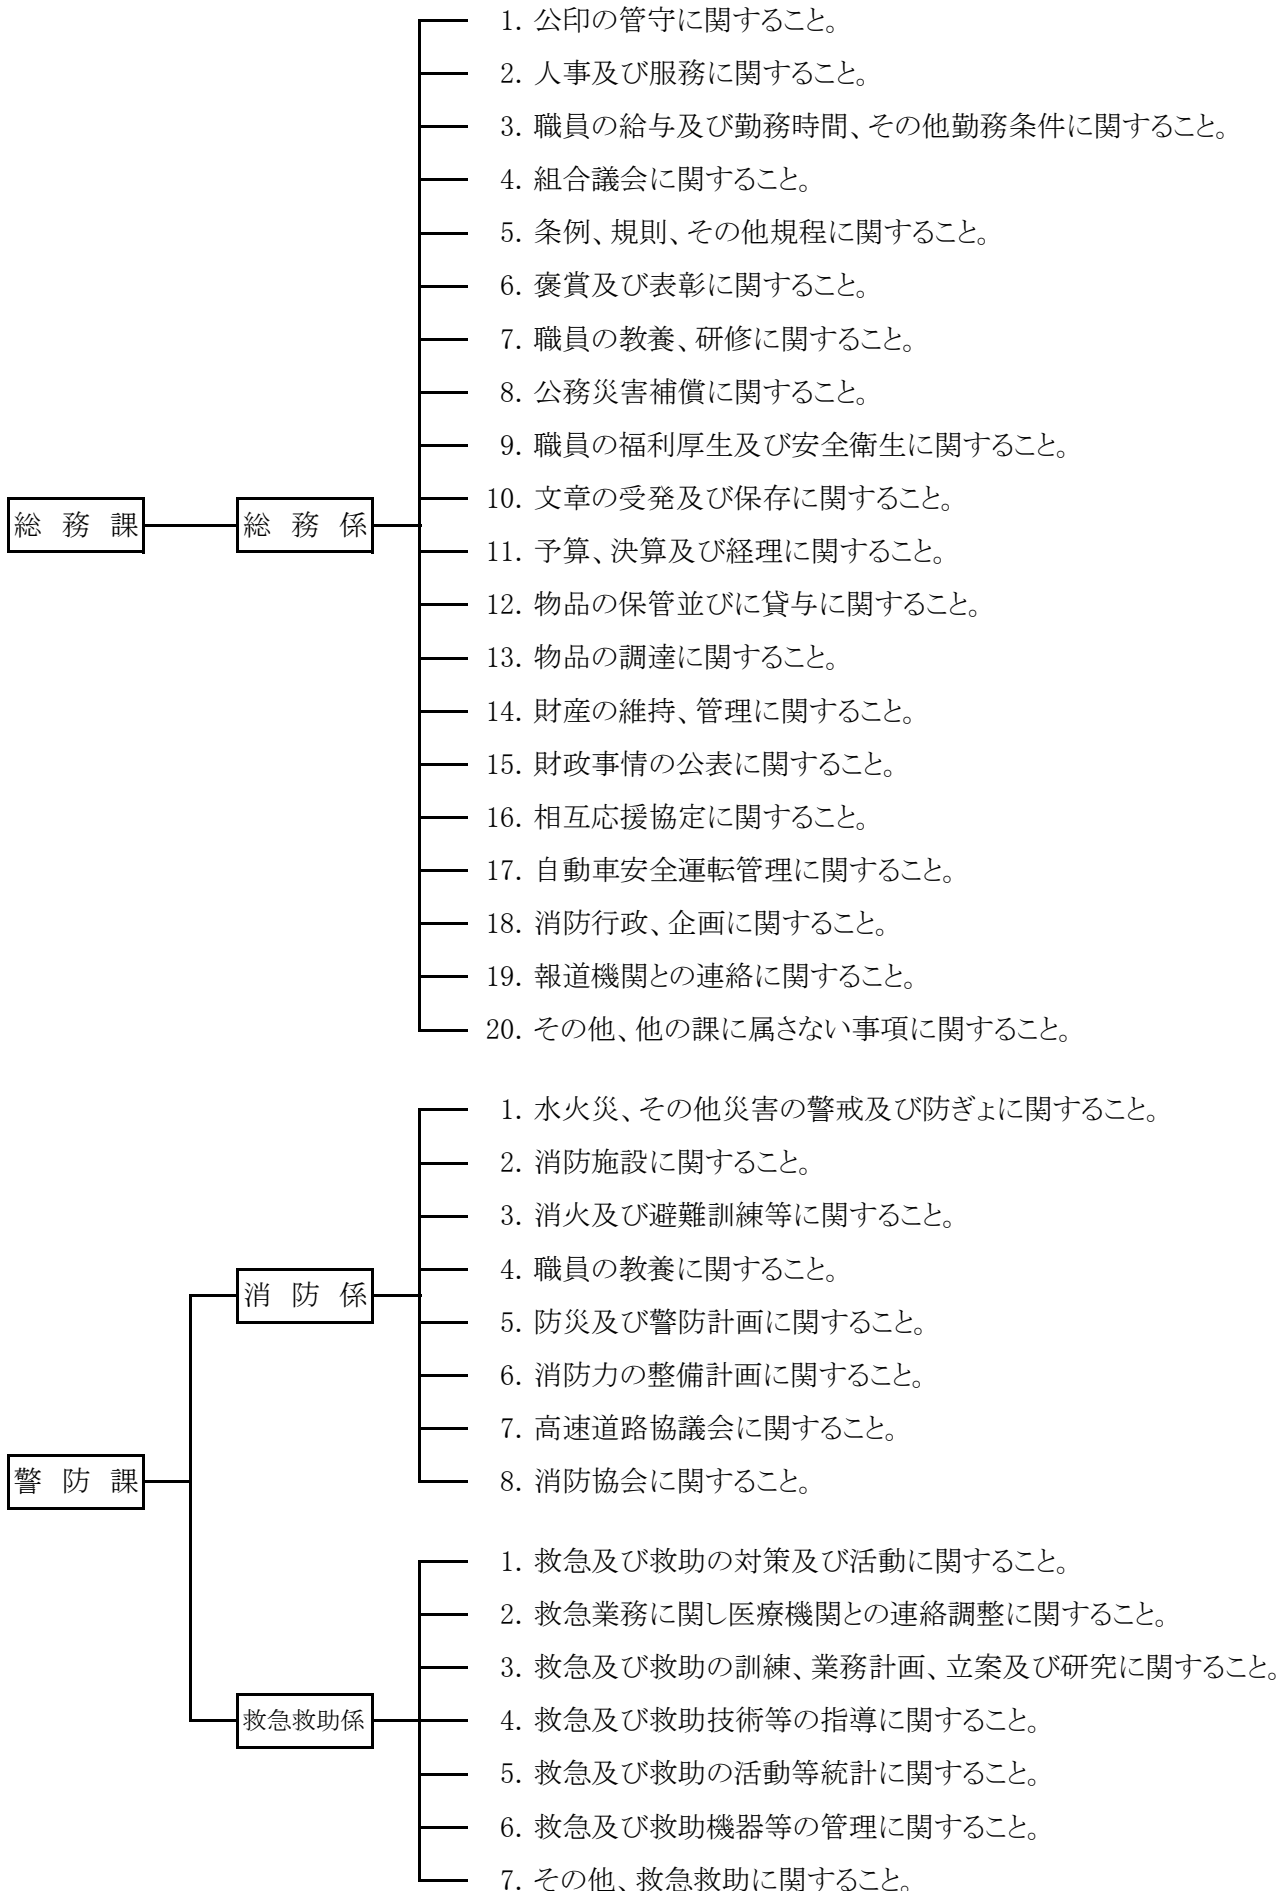 総務課
総務係
1. 公印の管守に関すること。
2. 人事及び服務に関すること。
3. 職員の給与及び勤務時間、その他勤務条件に関すること。
4. 組合議会に関すること。
5. 条例、規則、その他規程に関すること。
6. 褒賞及び表彰に関すること。
7. 職員の教養、研修に関すること。
8. 公務災害補償に関すること。
9. 職員の福利厚生及び安全衛生に関すること。
10. 文章の受発及び保存に関すること。
11. 予算、決算及び経理に関すること。
12. 物品の保管並びに貸与に関すること。
13. 物品の調達に関すること。
14. 財産の維持、管理に関すること。
15. 財政事情の公表に関すること。
16. 相互応援協定に関すること。
17. 自動車安全運転管理に関すること。
18. 消防行政、企画に関すること。
19. 報道機関との連絡に関すること。
20. その他、他の課に属さない事項に関すること。
警防課
消防係
1. 水火災、その他災害の警戒及び防ぎょに関すること。
2. 消防施設に関すること。
3. 消火及び避難訓練等に関すること。
4. 職員の教養に関すること。
5. 防災及び警防計画に関すること。
6. 消防力の整備計画に関すること。
7. 高速道路協議会に関すること。
8. 消防協会に関すること。
救急救助係
1. 救急及び救助の対策及び活動に関すること。
2. 救急業務に関し医療機関との連絡調整に関すること。
3. 救急及び救助の訓練、業務計画、立案及び研究に関すること。
4. 救急及び救助技術等の指導に関すること。
5. 救急及び救助の活動等統計に関すること。
6. 救急及び救助機器等の管理に関すること。
7. その他、救急救助に関すること。